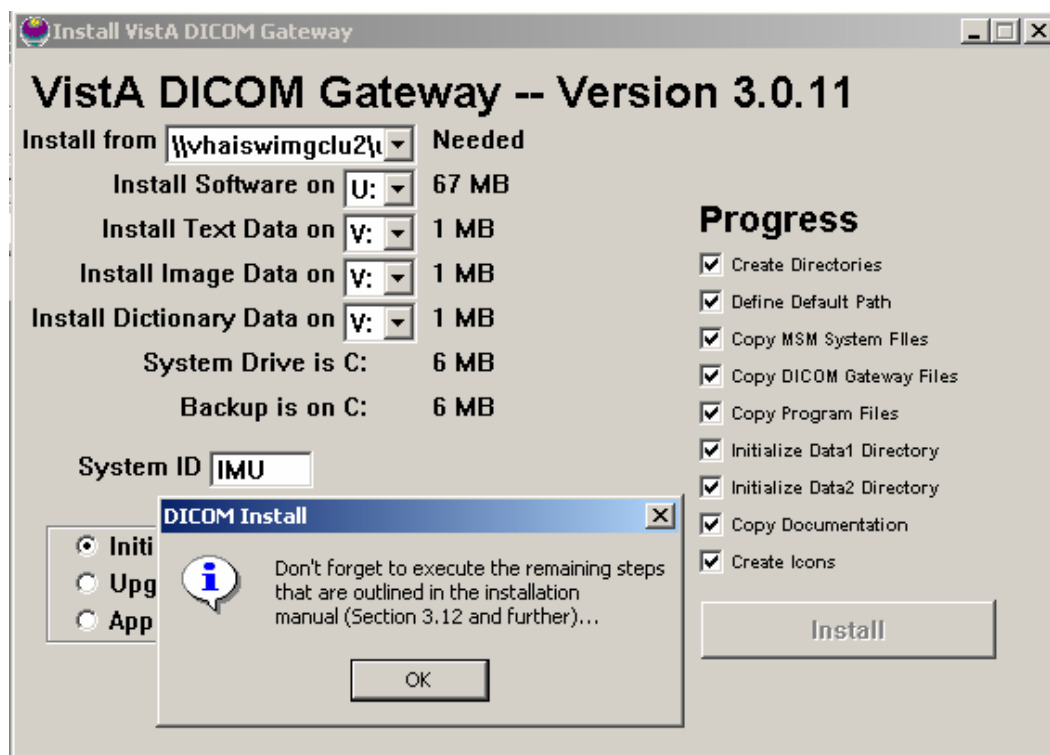 Install VistA DICOM Gateway
VistA DICOM Gateway -- Version 3.0.11
Install from \\vhaiswimgclu2\ Needed
Install Software on U: 67 MB
Install Text Data on V: 1 MB
Install Image Data on V: 1 MB
Install Dictionary Data on V: 1 MB
System Drive is C: 6 MB
Backup is on C: 6 MB
System ID IMU
Initi
Upg
App
DICOM Install
Don't forget to execute the remaining steps
that are outlined in the installation
manual (Section 3.12 and further)...
OK
Progress
Create Directories
Define Default Path
Copy MSM System FIles
Copy DICOM Gateway Files
Copy Program Files
Initialize Data1 Directory
Initialize Data2 Directory
Copy Documentation
Create Icons
Install